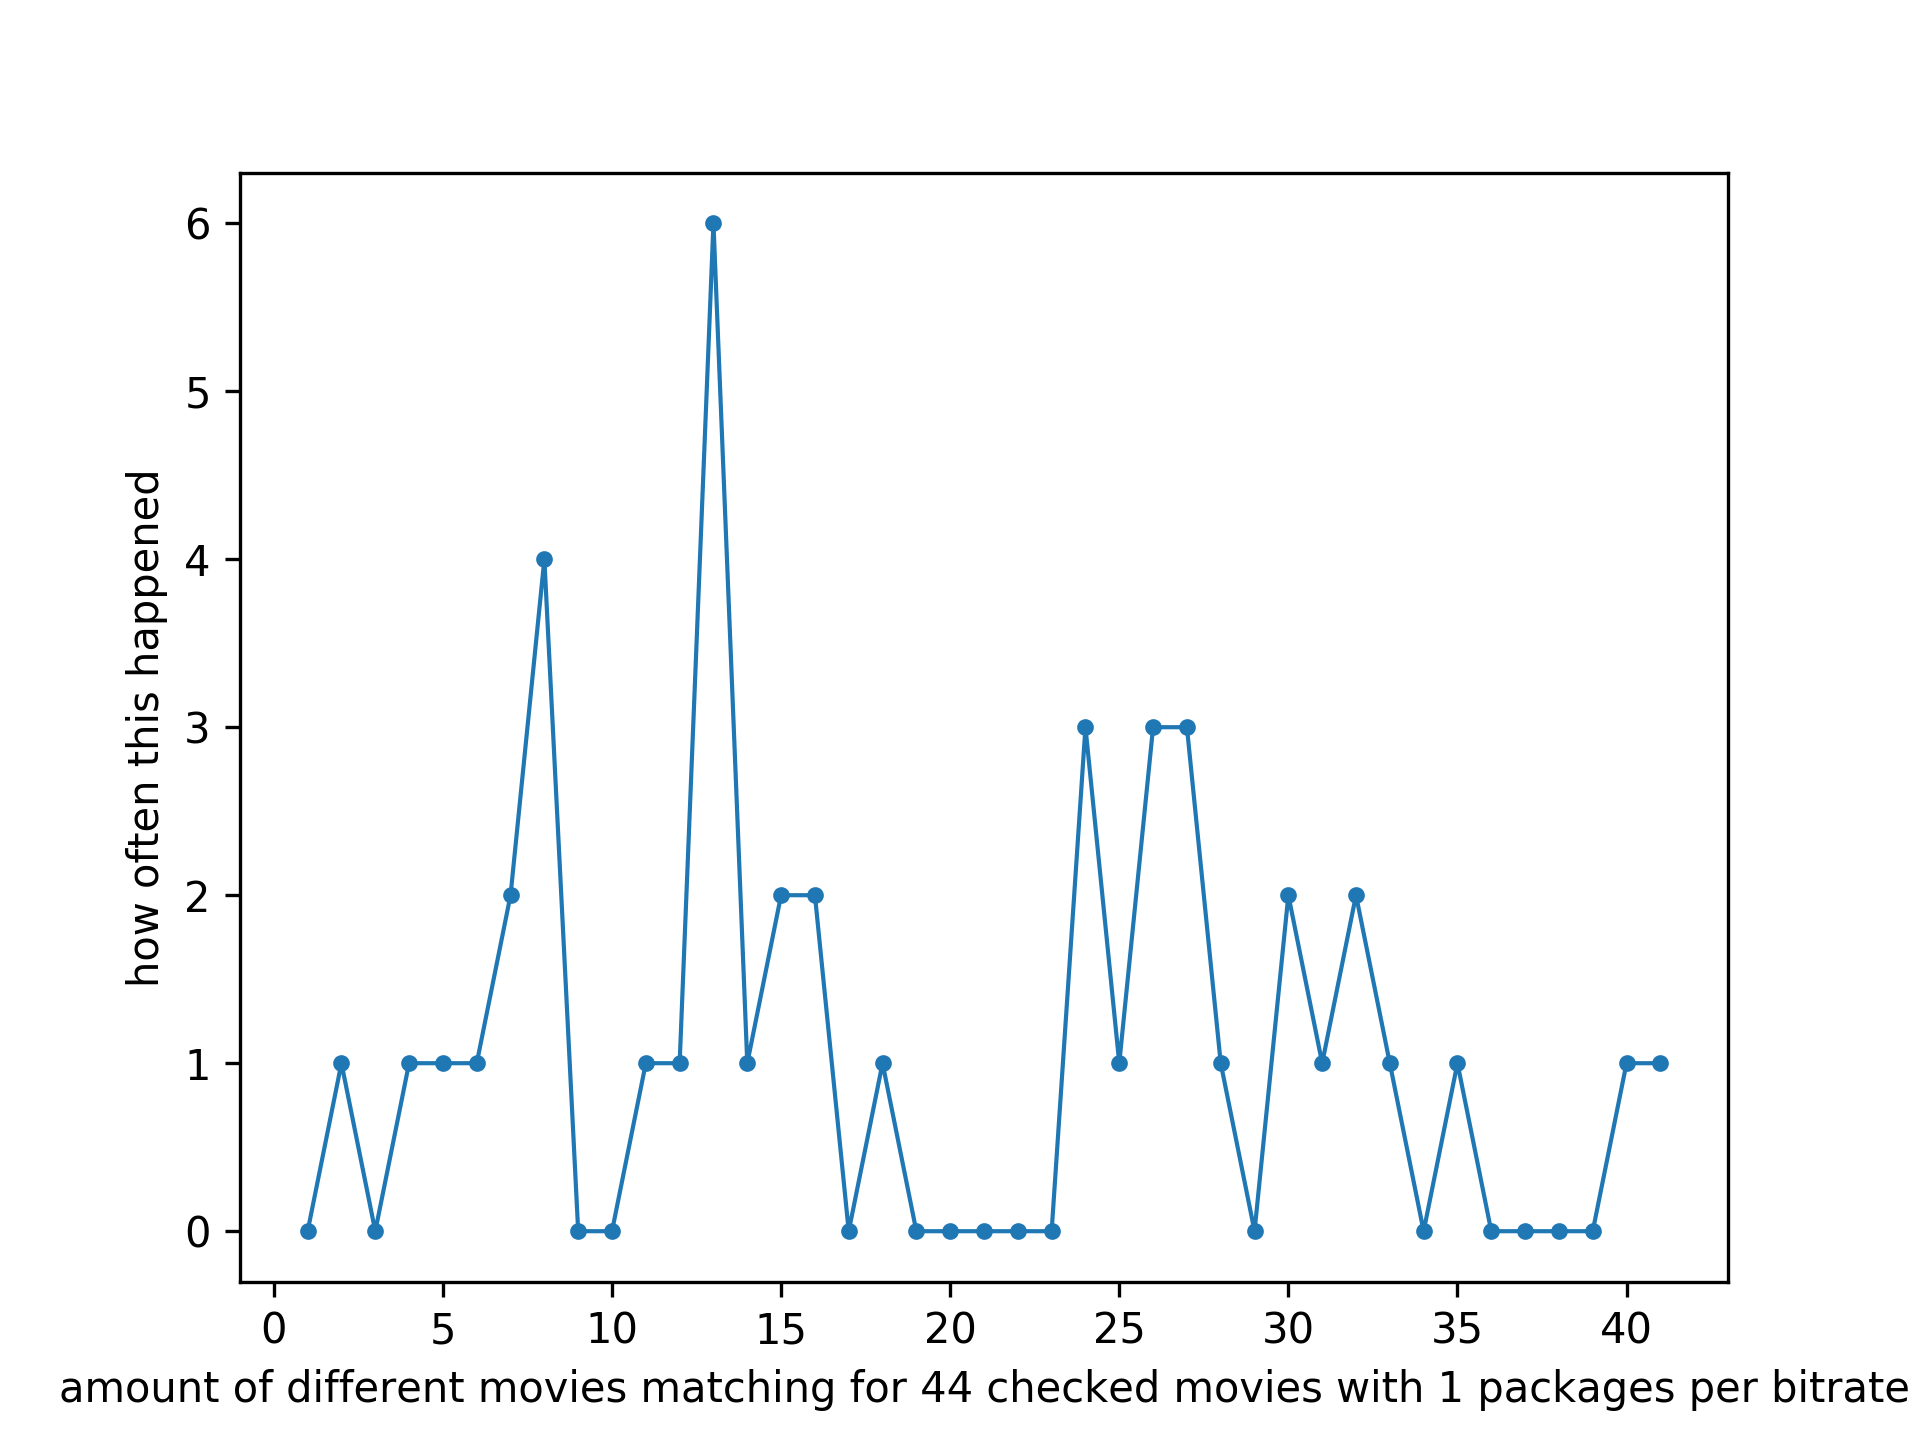 6
5
4
3
2
1
0
how often this happened
0 5 10 15 20 25 30 35 40
amount of different movies matching for 44 checked movies with 1 packages per bitrate